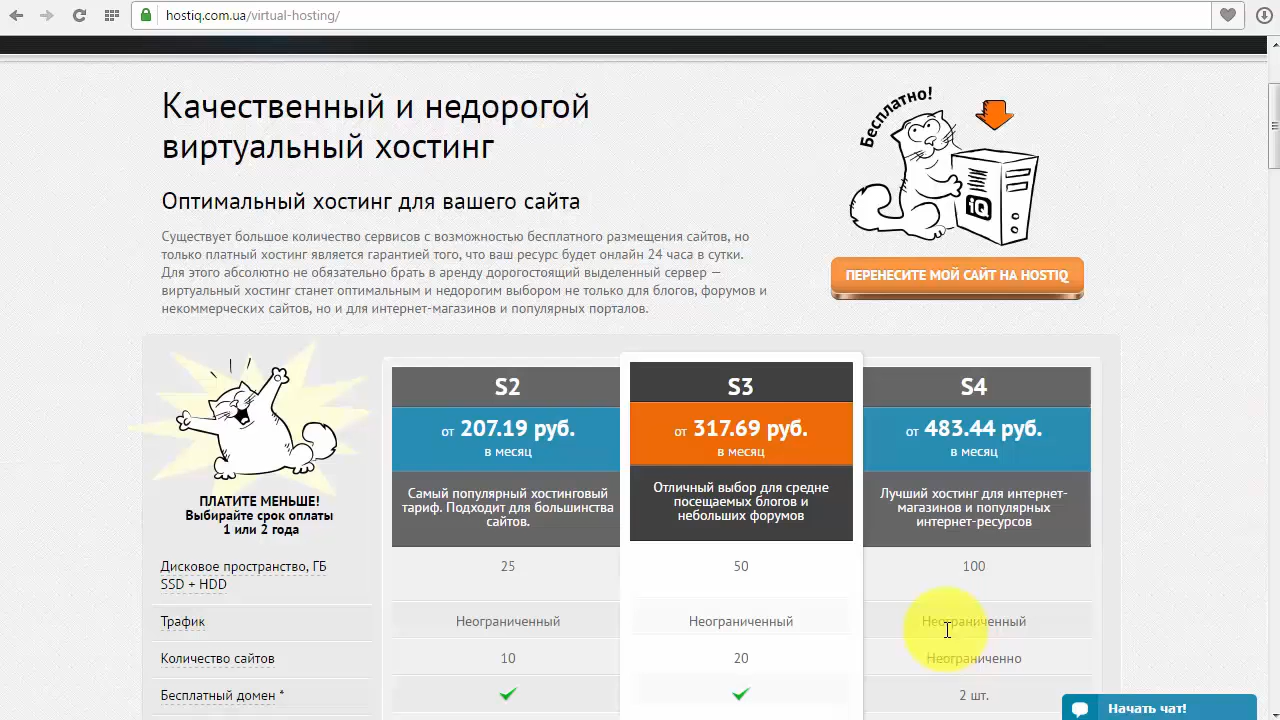 hostiq.com.ua/virtual-hosting/
Качественный и недорогой
виртуальный хостинг
Оптимальный хостинг для вашего сайта
Существует большое количество сервисов с возможностью бесплатного размещения сайтов, но
только платный хостинг является гарантией того, что ваш ресурс будет онлайн 24 часа в сутки.
Для этого абсолютно не обязательно брать в аренду дорогостоящий выделенный сервер —
виртуальный хостинг станет оптимальным и недорогим выбором не только для блогов, форумов и
некоммерческих сайтов, но и для интернет-магазинов и популярных порталов.
Бесплатно!
iQ
ПЕРЕНЕСИТЕ МОЙ САЙТ НА HOSTIQ
ПЛАТИТЕ МЕНЬШЕ!
Выбирайте срок оплаты
1 или 2 года
S2
от 207.19 руб.
в месяц
Самый популярный хостинговый
тариф. Подходит для большинства
сайтов.
S3
от 317.69 руб.
в месяц
Отличный выбор для средне
посещаемых блогов и
небольших форумов
S4
от 483.44 руб.
в месяц
Лучший хостинг для интернет-
магазинов и популярных
интернет-ресурсов
Дисковое пространство, ГБ
SSD + HDD
25 50 100
Трафик Неограниченный Неограниченный Неограниченный
Количество сайтов 10 20 Неограниченно
Бесплатный домен * 2 шт.
Начать чат!